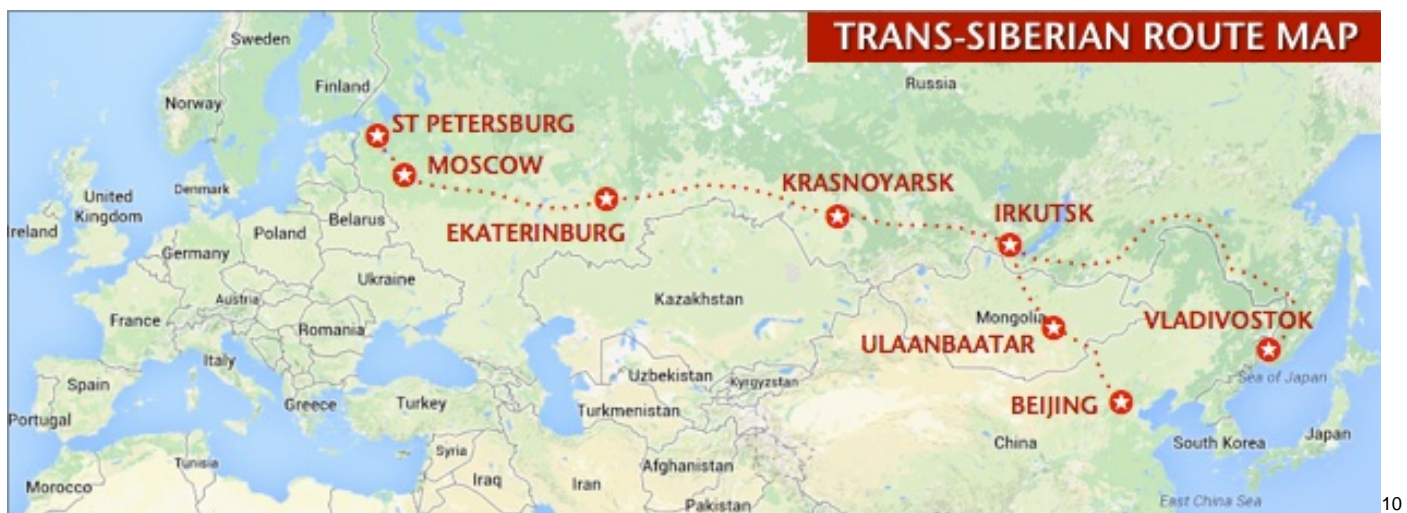 TRANS-SIBERIAN ROUTE MAP
Sweden
Finland
Russia
Norway
ST PETERSBURG
MOSCOW
KRASNOYARSK
United
Kingdom
Denmark
Belarus
IRKUTSK
EKATERINBURG
Ireland
Poland
Germany
Ukraine
Austria
Kazakhstan
France
Romania
Mongolia
VLADIVOSTOK
ULAANBAATAR
Italy
Uzbekistan
Kyrgyzstan
Sea of Japan
Spain
Greece
Turkey
Turkmenistan
BEIJING
Portugal
China
South Korea
Japan
Syria
Afghanistan
Tunisia
Iraq
Iran
Morocco
Pakistan
East China Sea
10